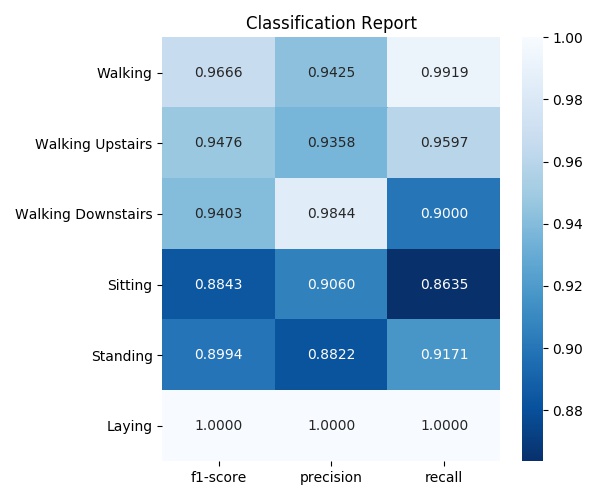 Classification Report
Walking 0.9666 0.9425 0.9919 1.00
0.98
Walking Upstairs 0.9476 0.9358 0.9597
0.96
Walking Downstairs 0.9403 0.9844 0.9000
0.94
Sitting 0.8843 0.9060 0.8635
0.92
Standing 0.8994 0.8822 0.9171
0.90
0.88
Laying 1.0000 1.0000 1.0000
f1-score precision recall